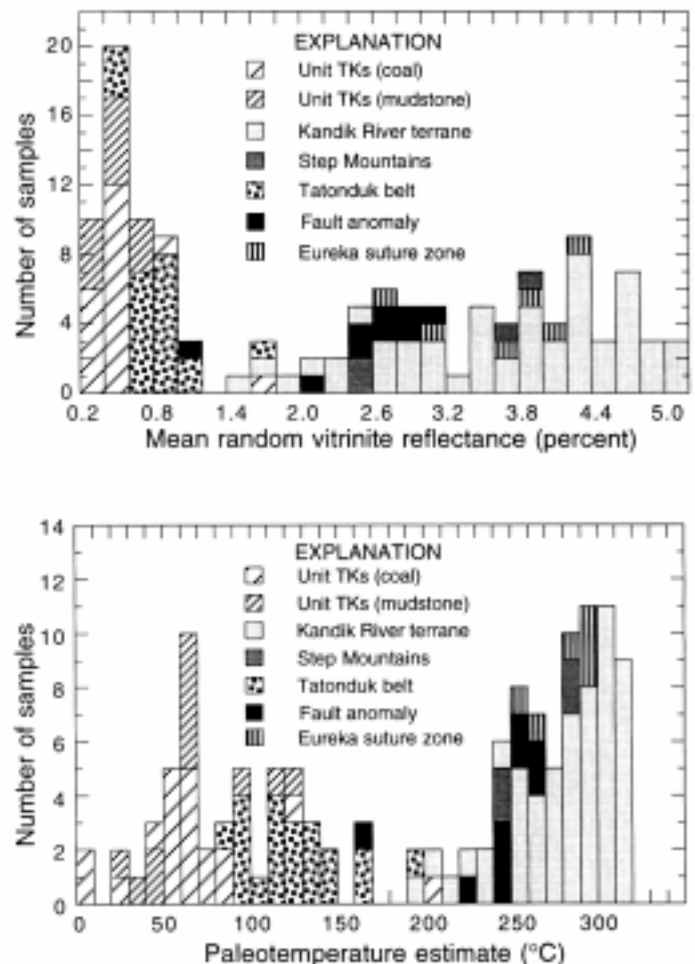 EXPLANATION
Unit TKs (coal)
Unit TKs (mudstone)
Kandik River terrane
Step Mountains
Tatonduk belt
Fault anomaly
Eureka suture zone
Number of samples
20
16
12
8
4
0
0.2 0.8 1.4 2.0 2.6 3.2 3.8 4.4 5.0
Mean random vitrinite reflectance (percent)
EXPLANATION
Unit TKs (coal)
Unit TKs (mudstone)
Kandik River terrane
Step Mountains
Tatonduk belt
Fault anomaly
Eureka suture zone
Number of samples
14
12
10
8
6
4
2
0
0 50 100 150 200 250 300
Paleotemperature estimate (°C)